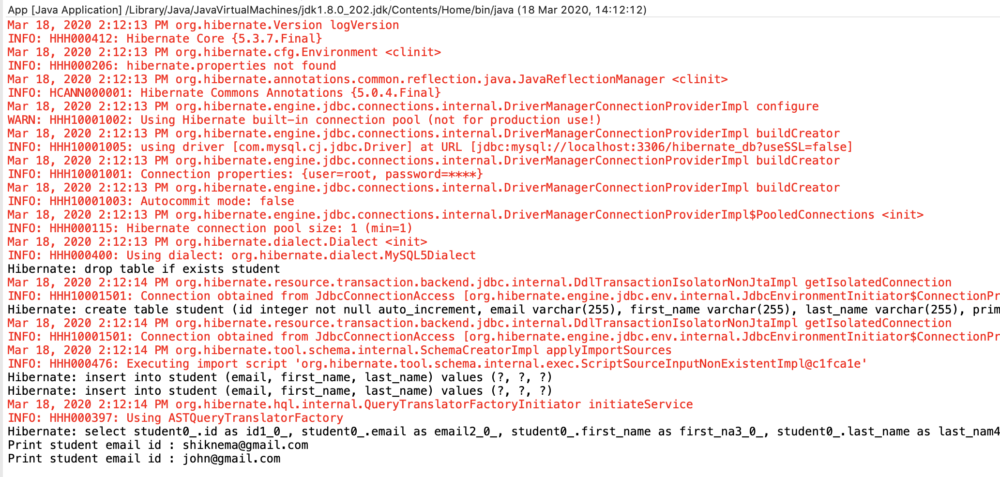 App [Java Application] /Library/Java/JavaVirtualMachines/jdk1.8.0_202.jdk/Contents/Home/bin/java (18 Mar 2020, 14:12:12)
Mar 18, 2020 2:12:13 PM org.hibernate.Version logVersion
INFO: HHH000412: Hibernate Core {5.3.7.Final}
Mar 18, 2020 2:12:13 PM org.hibernate.cfg.Environment <clinit>
INFO: HHH000206: hibernate.properties not found
Mar 18, 2020 2:12:13 PM org.hibernate.annotations.common.reflection.java.JavaReflectionManager <clinit>
INFO: HCANN000001: Hibernate Commons Annotations {5.0.4.Final}
Mar 18, 2020 2:12:13 PM org.hibernate.engine.jdbc.connections.internal.DriverManagerConnectionProviderImpl configure
WARN: HHH10001002: Using Hibernate built-in connection pool (not for production use!)
Mar 18, 2020 2:12:13 PM org.hibernate.engine.jdbc.connections.internal.DriverManagerConnectionProviderImpl buildCreator
INFO: HHH10001005: using driver [com.mysql.cj.jdbc.Driver] at URL [jdbc:mysql://localhost:3306/hibernate_db?useSSL=false]
Mar 18, 2020 2:12:13 PM org.hibernate.engine.jdbc.connections.internal.DriverManagerConnectionProviderImpl buildCreator
INFO: HHH10001001: Connection properties: {user=root, password=****}
Mar 18, 2020 2:12:13 PM org.hibernate.engine.jdbc.connections.internal.DriverManagerConnectionProviderImpl buildCreator
INFO: HHH10001003: Autocommit mode: false
Mar 18, 2020 2:12:13 PM org.hibernate.engine.jdbc.connections.internal.DriverManagerConnectionProviderImpl$PooledConnections <init>
INFO: HHH000115: Hibernate connection pool size: 1 (min=1)
Mar 18, 2020 2:12:13 PM org.hibernate.dialect.Dialect <init>
INFO: HHH000400: Using dialect: org.hibernate.dialect.MySQL5Dialect
Hibernate: drop table if exists student
Mar 18, 2020 2:12:14 PM org.hibernate.resource.transaction.backend.jdbc.internal.DdlTransactionIsolatorNonJtaImpl getIsolatedConnection
INFO: HHH10001501: Connection obtained from JdbcConnectionAccess [org.hibernate.engine.jdbc.env.internal.JdbcEnvironmentInitiator$ConnectionPr
Hibernate: create table student (id integer not null auto_increment, email varchar(255), first_name varchar(255), last_name varchar(255), prim
Mar 18, 2020 2:12:14 PM org.hibernate.resource.transaction.backend.jdbc.internal.DdlTransactionIsolatorNonJtaImpl getIsolatedConnection
INFO: HHH10001501: Connection obtained from JdbcConnectionAccess [org.hibernate.engine.jdbc.env.internal.JdbcEnvironmentInitiator$ConnectionPr
Mar 18, 2020 2:12:14 PM org.hibernate.tool.schema.internal.SchemaCreatorImpl applyImportSources
INFO: HHH000476: Executing import script 'org.hibernate.tool.schema.internal.exec.ScriptSourceInputNonExistentImpl@c1fca1e'
Hibernate: insert into student (email, first_name, last_name) values (?, ?, ?)
Hibernate: insert into student (email, first_name, last_name) values (?, ?, ?)
Mar 18, 2020 2:12:14 PM org.hibernate.hql.internal.QueryTranslatorFactoryInitiator initiateService
INFO: HHH000397: Using ASTQueryTranslatorFactory
Hibernate: select student0_.id as id1_0_, student0_.email as email2_0_, student0_.first_name as first_na3_0_, student0_.last_name as last_nam4
Print student email id : shiknema@gmail.com
Print student email id : john@gmail.com